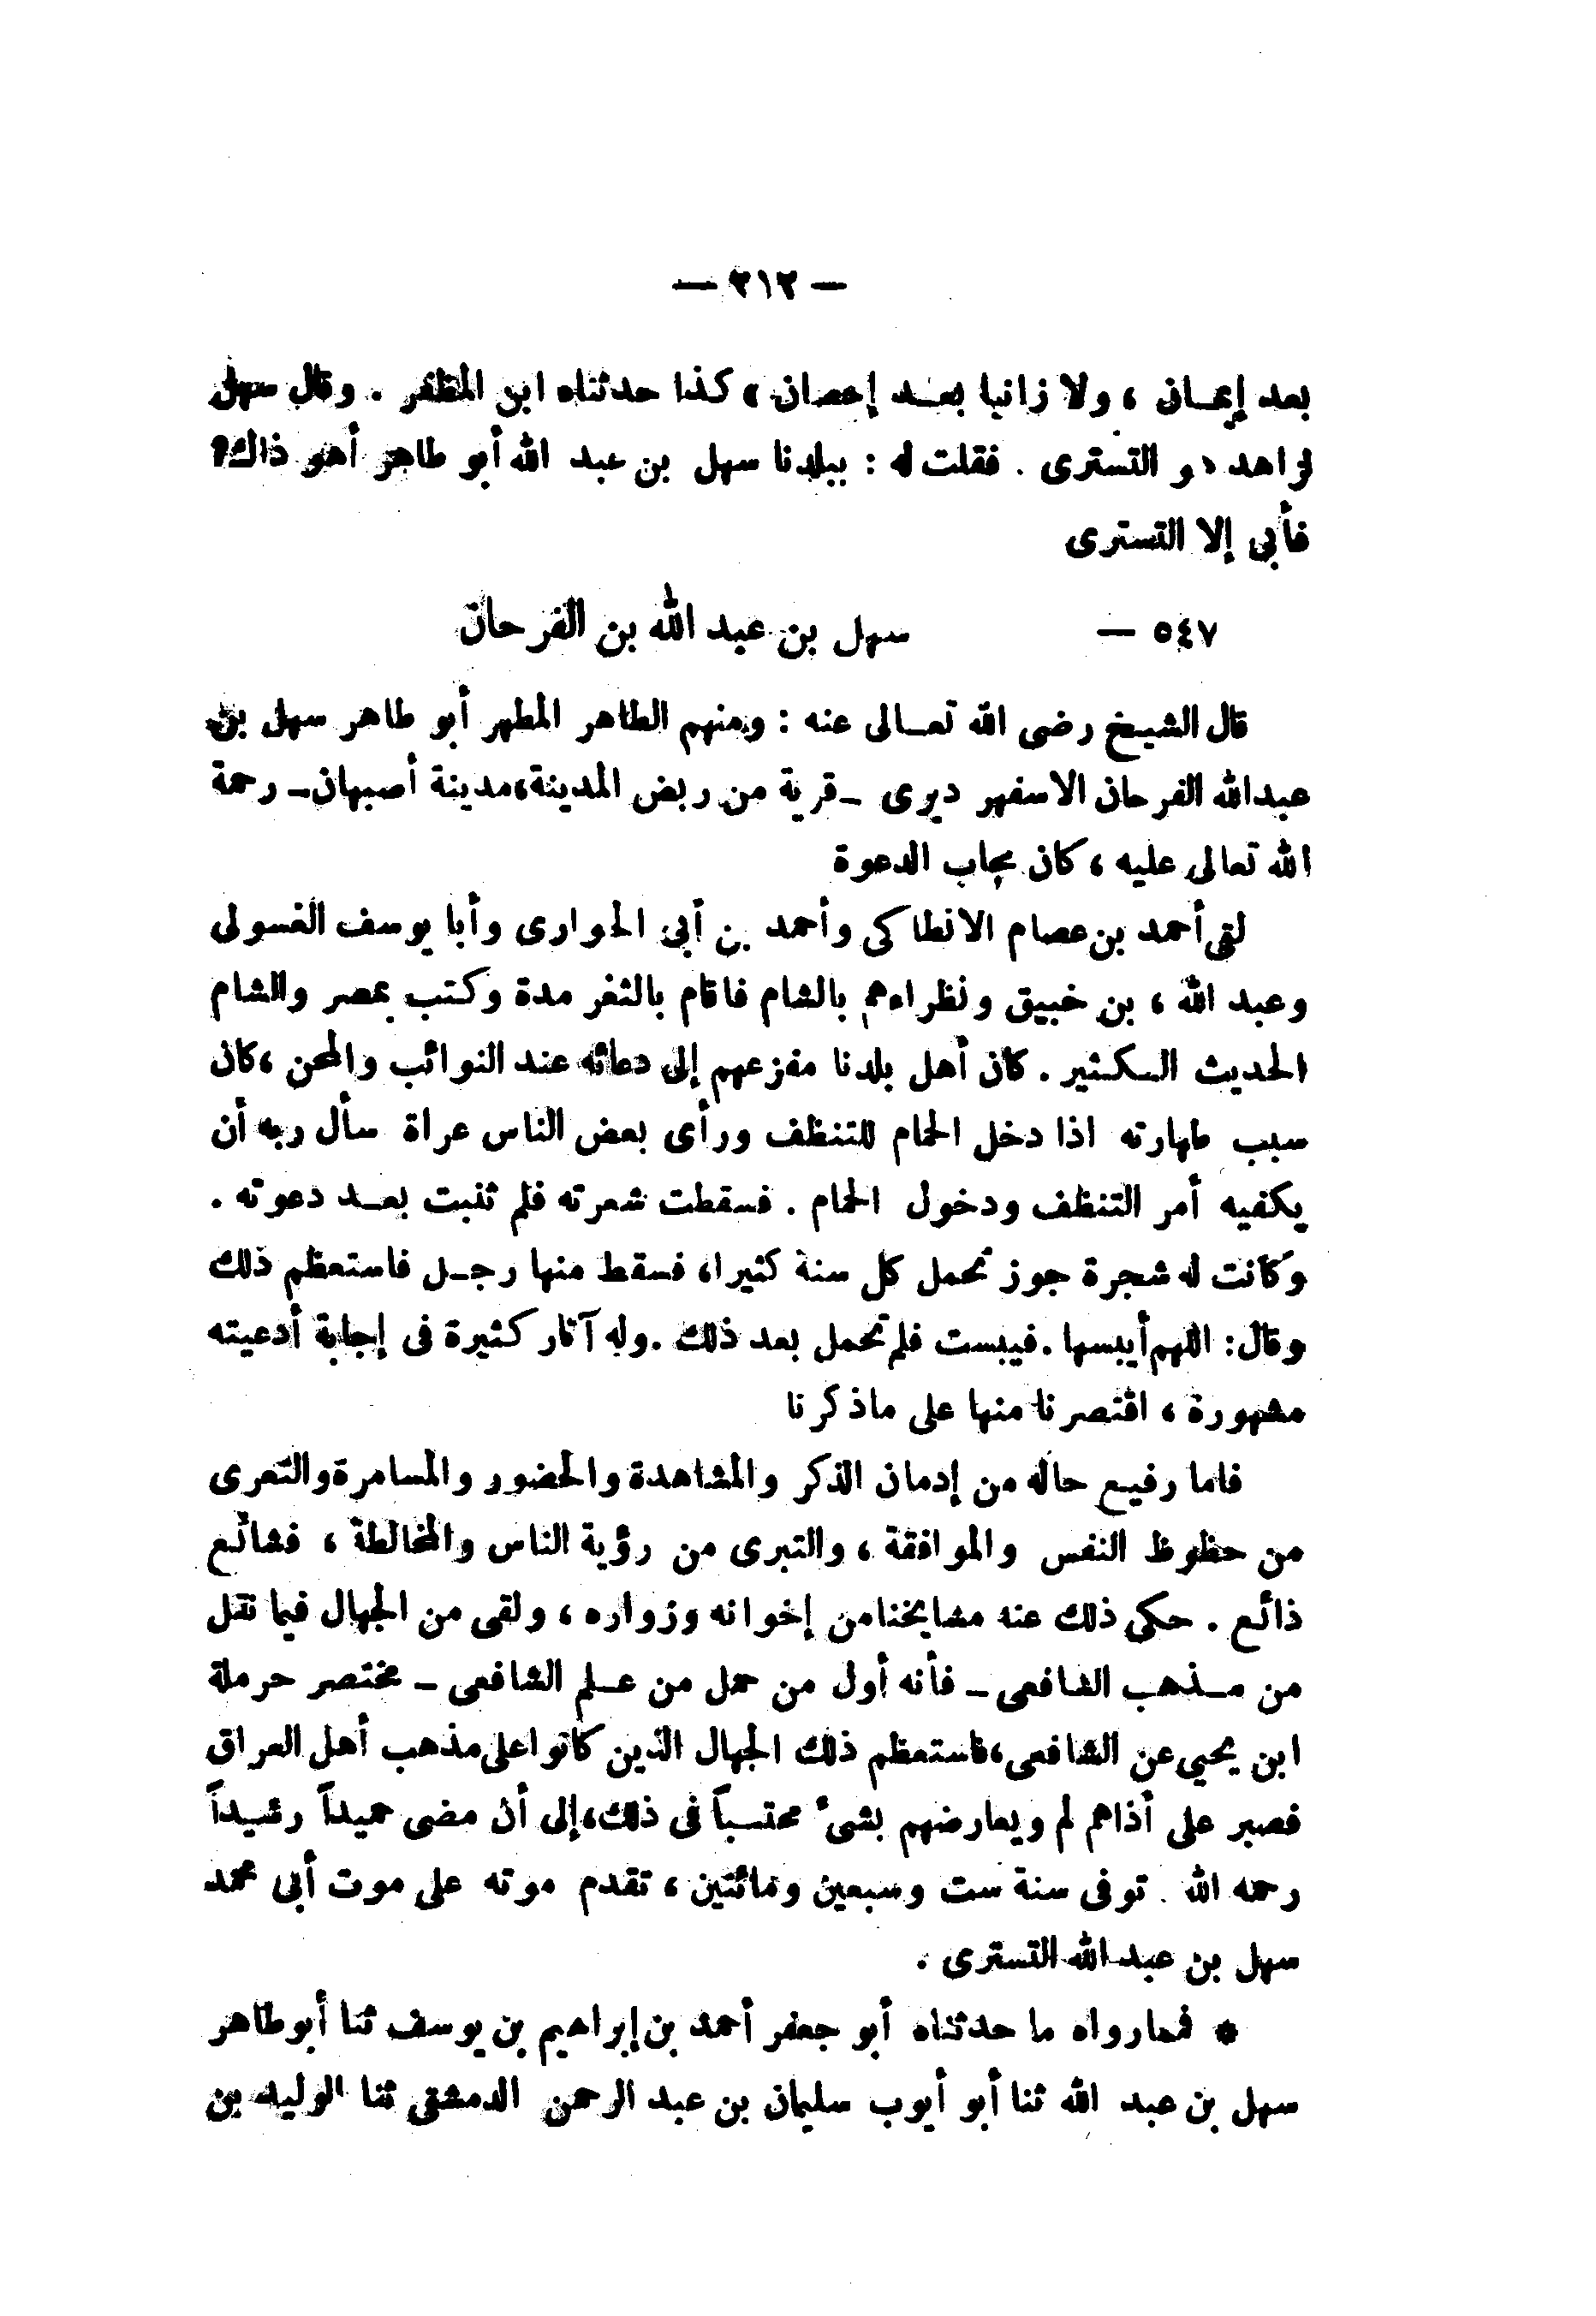 — ٢١٢ —
بعد إيمان ، ولا زانيا بعد إحصان » كذا حدثناه ابن المظفر . وقال سهل
لزاهد هو التسترى . فقلت له : ببلدنا سهل بن عبد الله أبو طاهر أهو ذاك؟
فأبى إلا التسترى
٥٤٧ — سهل بن عبد الله بن الفرحان
قال الشيخ رضى الله تعالى عنه : ومنهم الطاهر المطهر أبو طاهر سهل بن
عبدالله الفرحان الاسفهر ديرى ـ قرية من ربض المدينة، مدينة أصبهان ـ رحمة
الله تعالى عليه ، كان مجاب الدعوة
لقى أحمد بن عصام الانطاكى وأحمد بن أبى الحوارى وأبا يوسف الغسولى
وعبد الله ، بن خبيق ونظراءهم بالشام فاقام بالثغر مدة وكتب بمصر والشام
الحديث الكثير . كان أهل بلدنا مفزعهم إلى دعائه عند النوائب والمحن ، كان
سبب طهارته اذا دخل الحمام للتنظف ورأى بعض الناس عراة سأل ربه أن
يكفيه أمر التنظف ودخول الحمام . فسقطت شعرته فلم تنبت بعد دعوته .
وكانت له شجرة جوز تحمل كل سنة كثيرا، فسقط منها رجل فاستعظم ذلك
وقال: اللهم أيبسها . فيبست فلم تحمل بعد ذلك . وله آثار كثيرة فى إجابة أدعيته
مشهورة ، اقتصرنا منها على ماذكرنا
فاما رفيع حاله من إدمان الذكر والمشاهدة والحضور والمسامرة والتعرى
من حظوظ النفس والموافقة ، والتبرى من رؤية الناس والمخالطة ، فشائع
ذائع . حكى ذلك عنه مشايخنا من إخوانه وزواره ، ولقى من الجهال فيما نقل
من مذهب الشافعى ـ فأنه أول من حمل من علم الشافعى ـ مختصر حرملة
ابن يحيى عن الشافعى، فاستعظم ذلك الجهال الذين كانوا على مذهب أهل العراق
فصبر على أذاهم لم ويعارضهم بشىء محتسباً فى ذلك، إلى أن مضى حميداً رشيداً
رحمه الله . توفى سنة ست وسبعين ومائتين ، تقدم موته على موت أبى محمد
سهل بن عبد الله التسترى .
* فمما رواه ما حدثناه أبو جعفر أحمد بن إبراهيم بن يوسف ثنا أبو طاهر
سهل بن عبد الله ثنا أبو أيوب سليمان بن عبد الرحمن الدمشقى ثنا الوليد بن